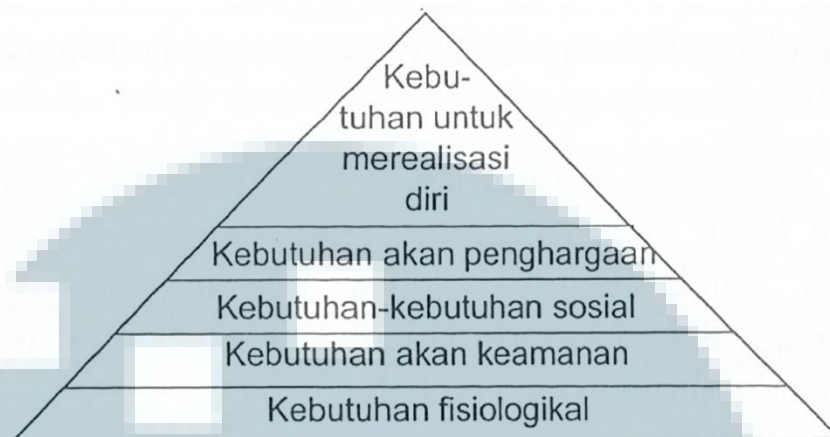 Kebu-
tuhan untuk
merealisasi
diri
Kebutuhan akan penghargaan
Kebutuhan-kebutuhan sosial
Kebutuhan akan keamanan
Kebutuhan fisiologikal